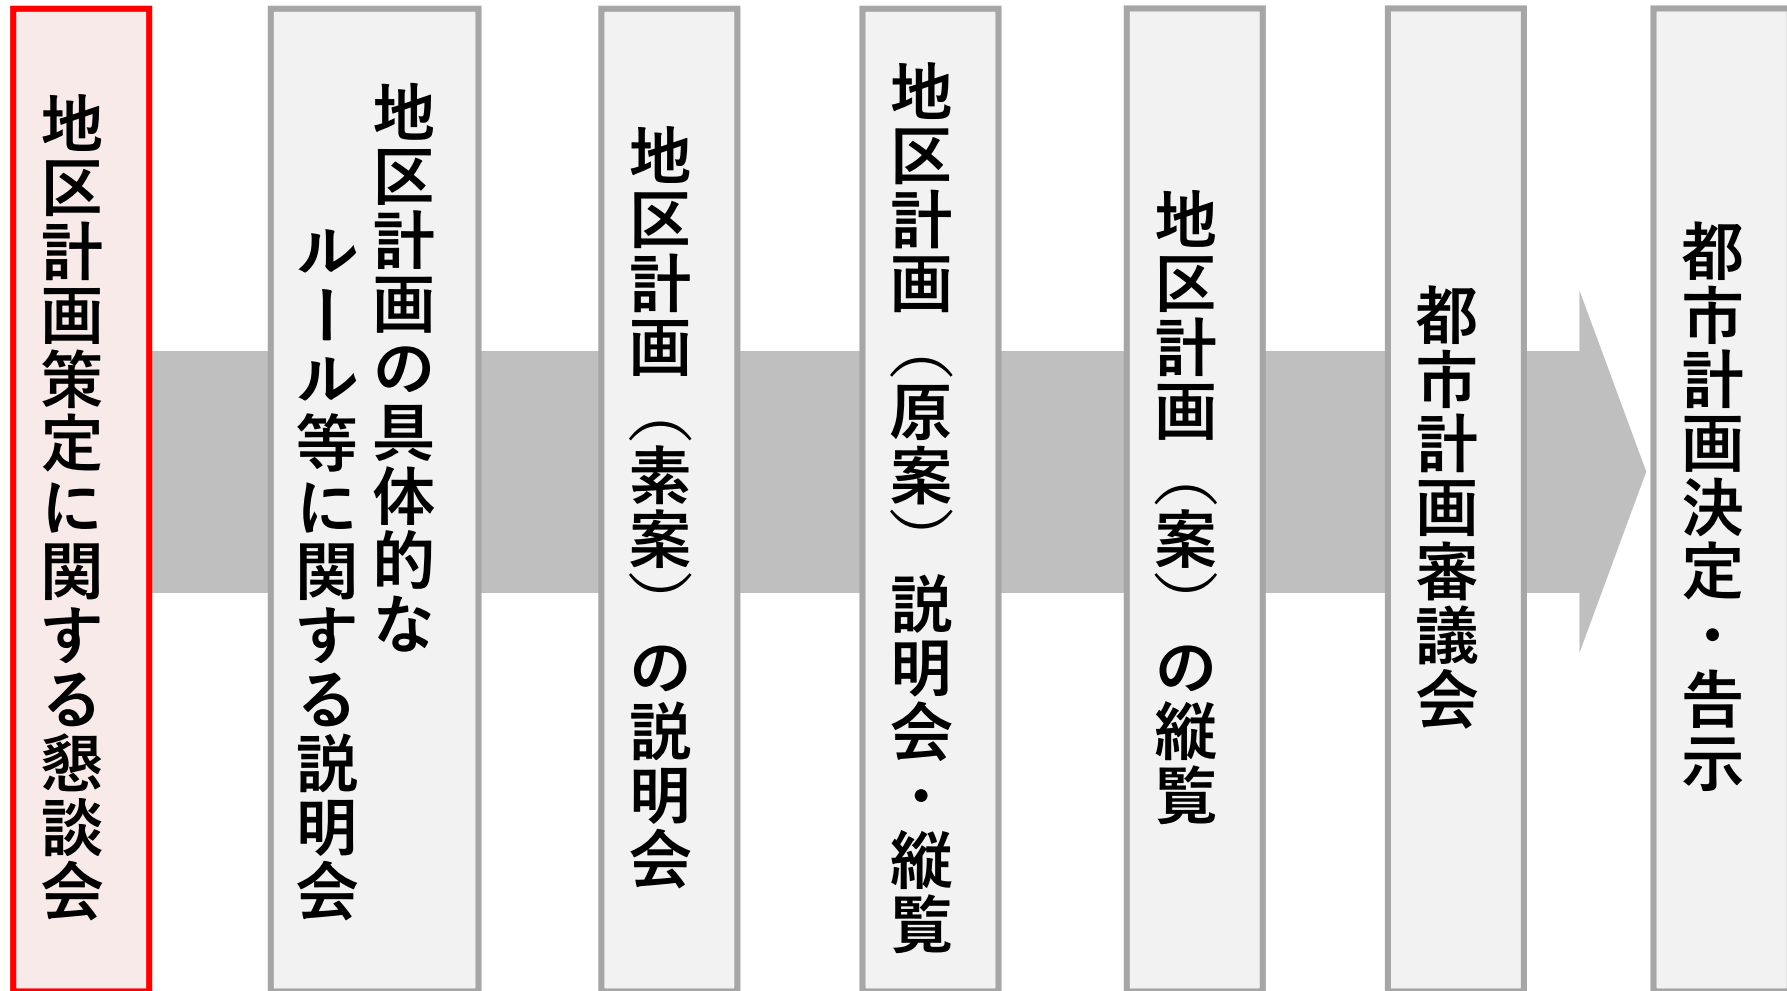 地区計画策定に関する懇談会
地区計画の具体的な
ルール等に関する説明会
地区計画（素案）の説明会
地区計画（原案）説明会・縦覧
地区計画（案）の縦覧
都市計画審議会
都市計画決定・告示